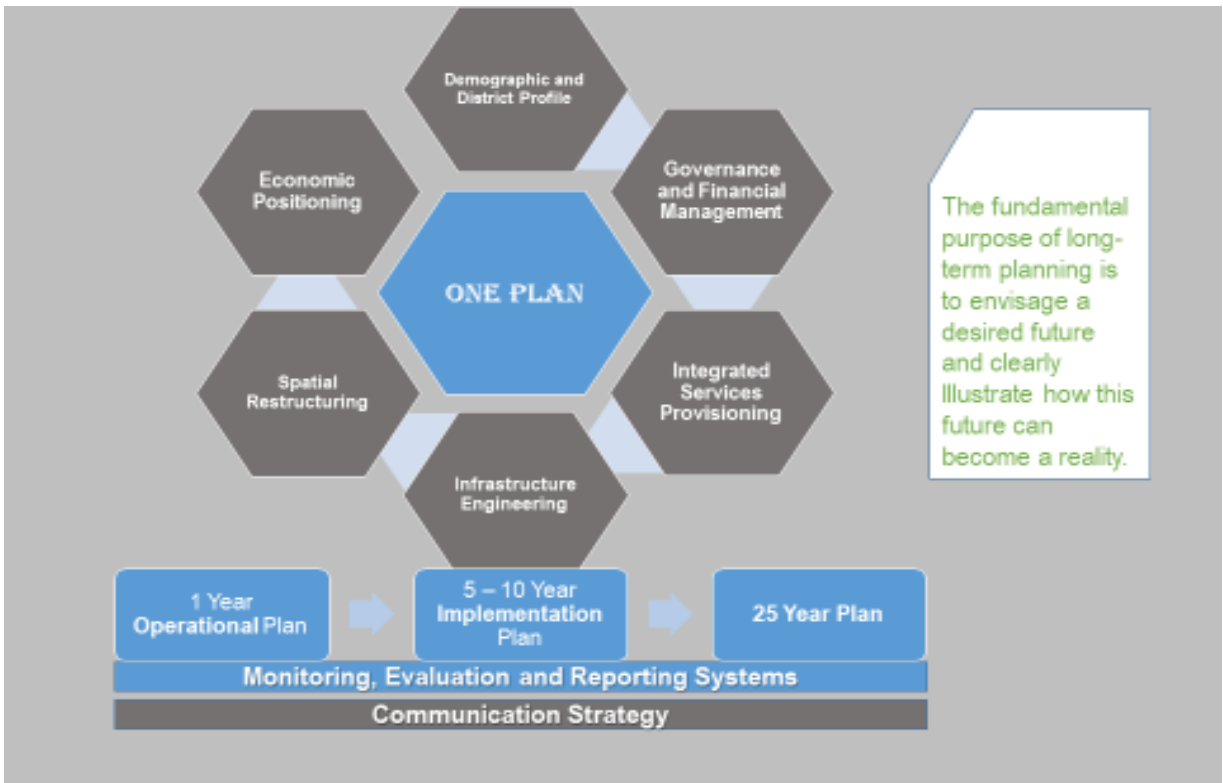 Demographic and
District Profile
Economic
Positioning
Governance
and Financial
Management
ONE PLAN
Spatial
Restructuring
Integrated
Services
Provisioning
Infrastructure
Engineering
The fundamental
purpose of long-
term planning is
to envisage a
desired future
and clearly
Illustrate how this
future can
become a reality.
1 Year
Operational Plan
5 – 10 Year
Implementation
Plan
25 Year Plan
Monitoring, Evaluation and Reporting Systems
Communication Strategy